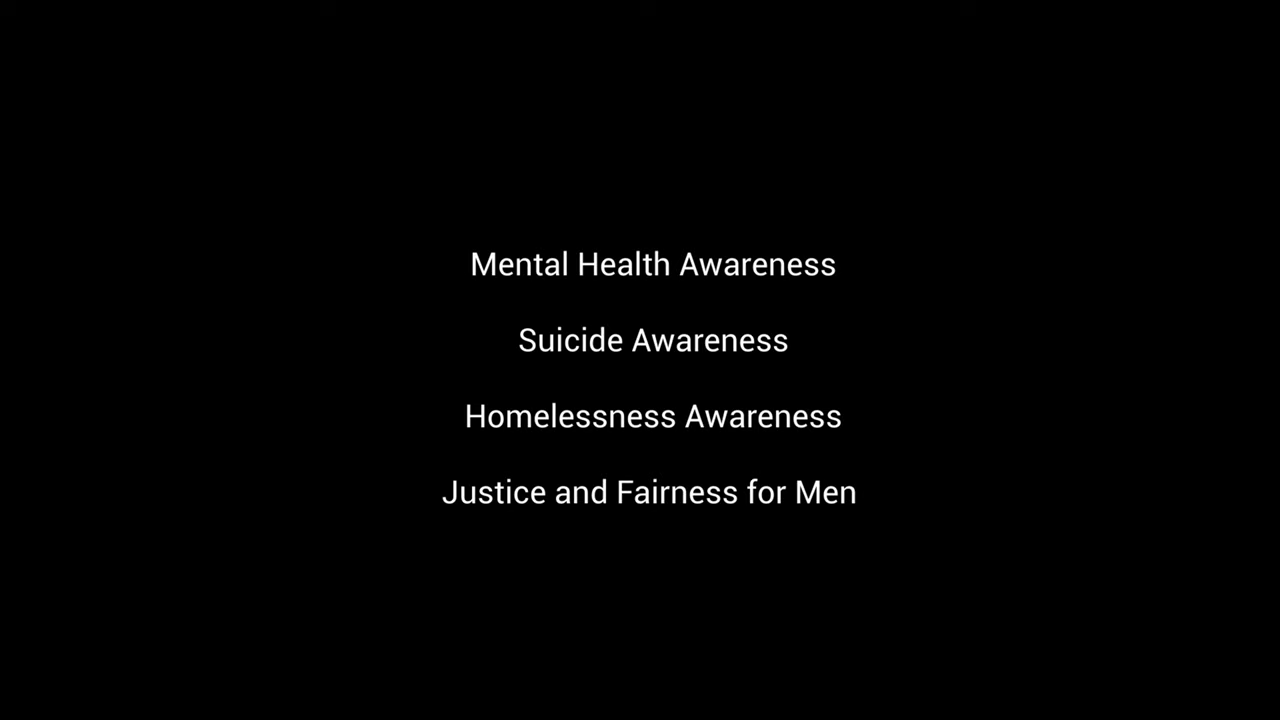 Mental Health Awareness
Suicide Awareness
Homelessness Awareness
Justice and Fairness for Men